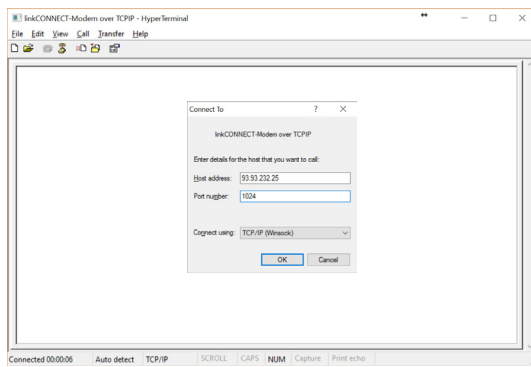 linkCONNECT-Modem over TCPIP - HyperTerminal
File Edit View Call Transfer Help
Connect To ?
linkCONNECT-Modem over TCPIP
Enter details for the host that you want to call:
Host address: 93.93.232.25
Port number: 1024
Connect using: TCP/IP (Winsock)
OK Cancel
Connected 00:00:06 Auto detect TCP/IP SCROLL CAPS NUM Capture Print echo